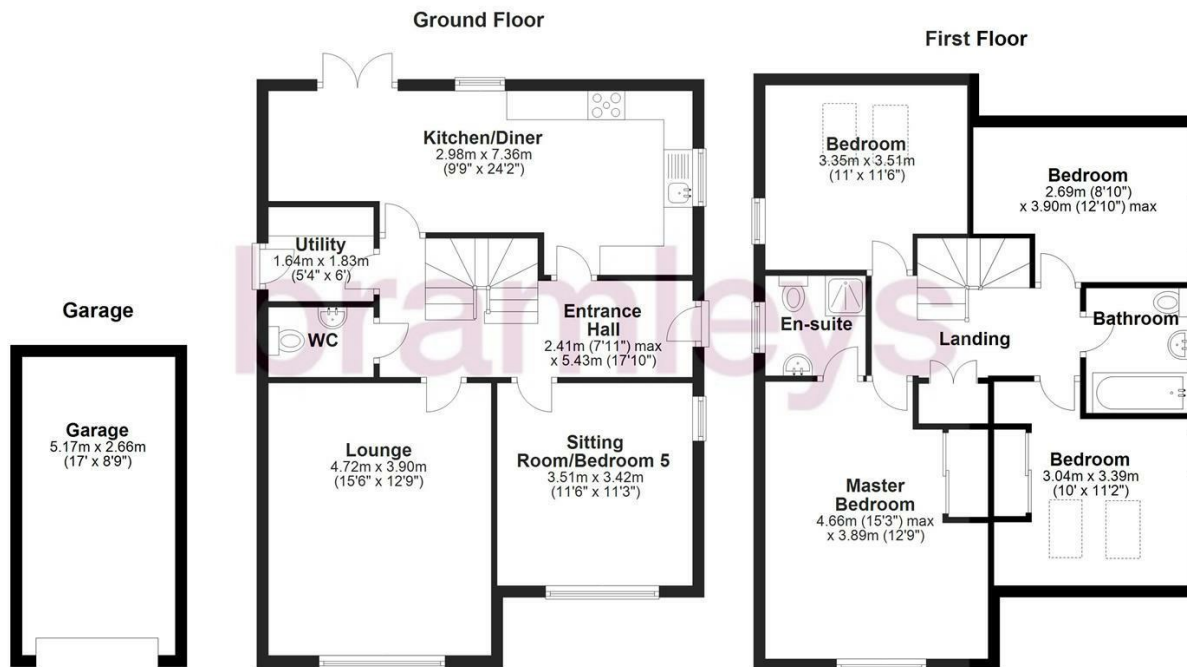 Ground Floor
Kitchen/Diner
2.98m x 7.36m
(9'9" x 24'2")
Utility
1.64m x 1.83m
(5'4" x 6')
WC
Entrance
Hall
2.41m (7'11") max
x 5.43m (17'10")
Lounge
4.72m x 3.90m
(15'6" x 12'9")
Sitting
Room/Bedroom 5
3.51m x 3.42m
(11'6" x 11'3")
Garage
Garage
5.17m x 2.66m
(17' x 8'9")
First Floor
Bedroom
3.35m x 3.51m
(11' x 11'6")
Bedroom
2.69m (8'10")
x 3.90m (12'10") max
En-suite
Landing
Bathroom
Master
Bedroom
4.66m (15'3") max
x 3.89m (12'9")
Bedroom
3.04m x 3.39m
(10' x 11'2")
bramleys